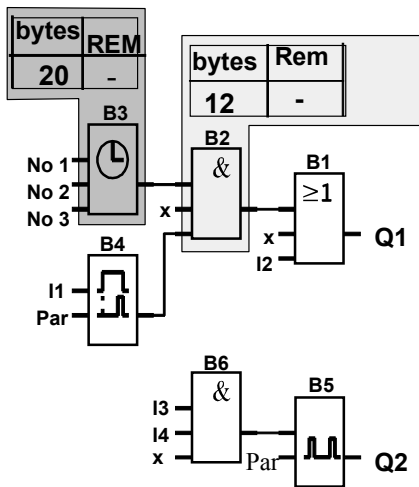 bytes REM
20 -
bytes Rem
12 -
B3
No 1
No 2
No 3
B2
&
x
B1
≥1
x
I2
Q1
B4
I1
Par
B6
&
I3
I4
x
B5
Par
Q2